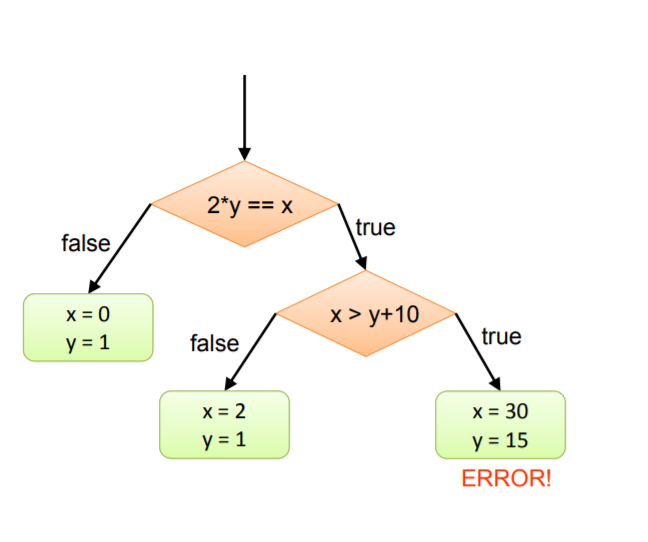 2*y == x
false
true
x = 0
y = 1
x > y+10
false
true
x = 2
y = 1
x = 30
y = 15
ERROR!